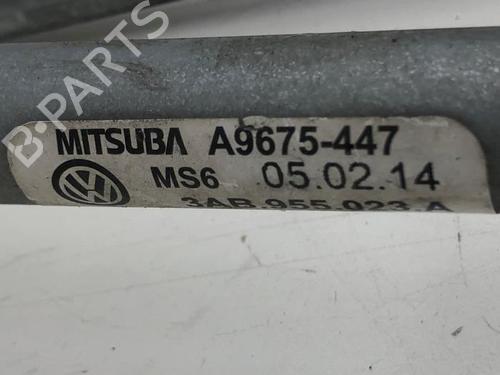 B-PARTS
MITSUBA A9675-447
MS6 05.02.14
3AB.955.023.A